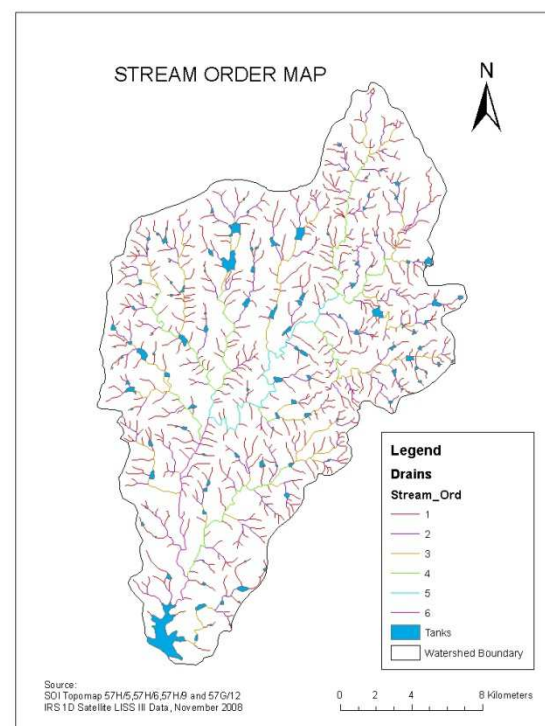 STREAM ORDER MAP
N
Legend
Drains
Stream_Ord
1
2
3
4
5
6
Tanks
Watershed Boundary
Source:
SOI Topomap 57H/5,57H/6,57H/9 and 57G/12
IRS 1D Satellite LISS III Data, November 2008
0 2 4 8 Kilometers